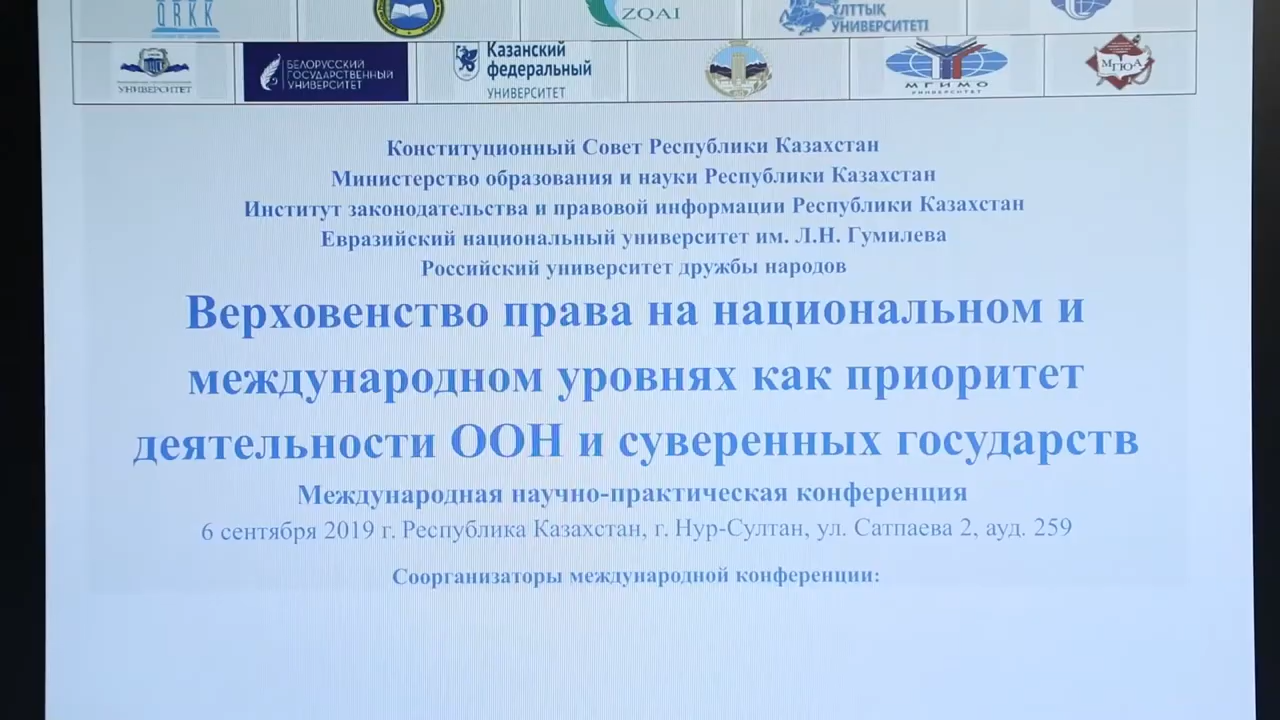 QRKK
ZQAI
ҰЛТТЫҚ
УНИВЕРСИТЕТІ
УНИВЕРСИТЕТ
БЕЛОРУССКИЙ
ГОСУДАРСТВЕННЫЙ
УНИВЕРСИТЕТ
Казанский
федеральный
УНИВЕРСИТЕТ
МГИМО
УНИВЕРСИТЕТ
МГЮА
Конституционный Совет Республики Казахстан
Министерство образования и науки Республики Казахстан
Институт законодательства и правовой информации Республики Казахстан
Евразийский национальный университет им. Л.Н. Гумилева
Российский университет дружбы народов
Верховенство права на национальном и
международном уровнях как приоритет
деятельности ООН и суверенных государств
Международная научно-практическая конференция
6 сентября 2019 г. Республика Казахстан, г. Нур-Султан, ул. Сатпаева 2, ауд. 259
Соорганизаторы международной конференции: